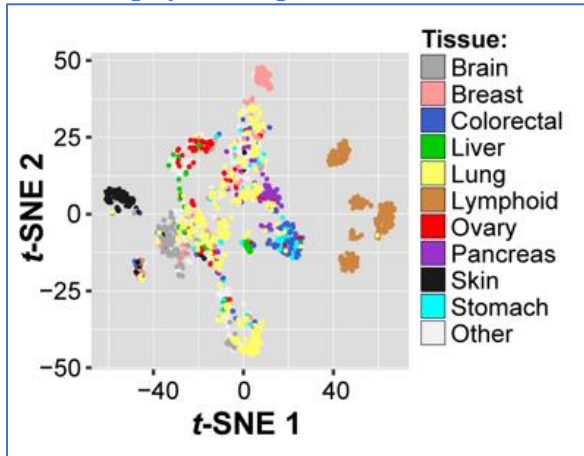 Tissue:
Brain
Breast
Colorectal
Liver
Lung
Lymphoid
Ovary
Pancreas
Skin
Stomach
Other
t-SNE 2
50
25
0
−25
−50
−40
0
40
t-SNE 1